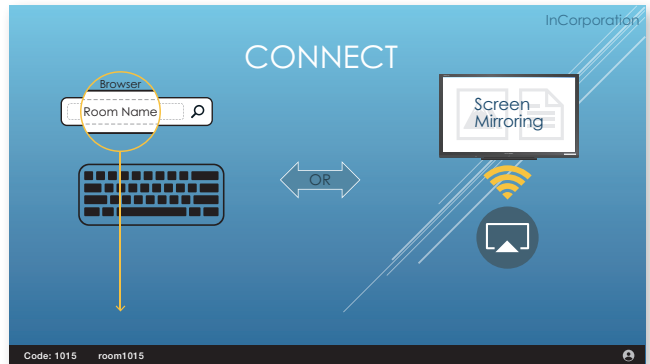 InCorporation
CONNECT
Browser
Room Name
OR
Screen
Mirroring
Code: 1015 room1015